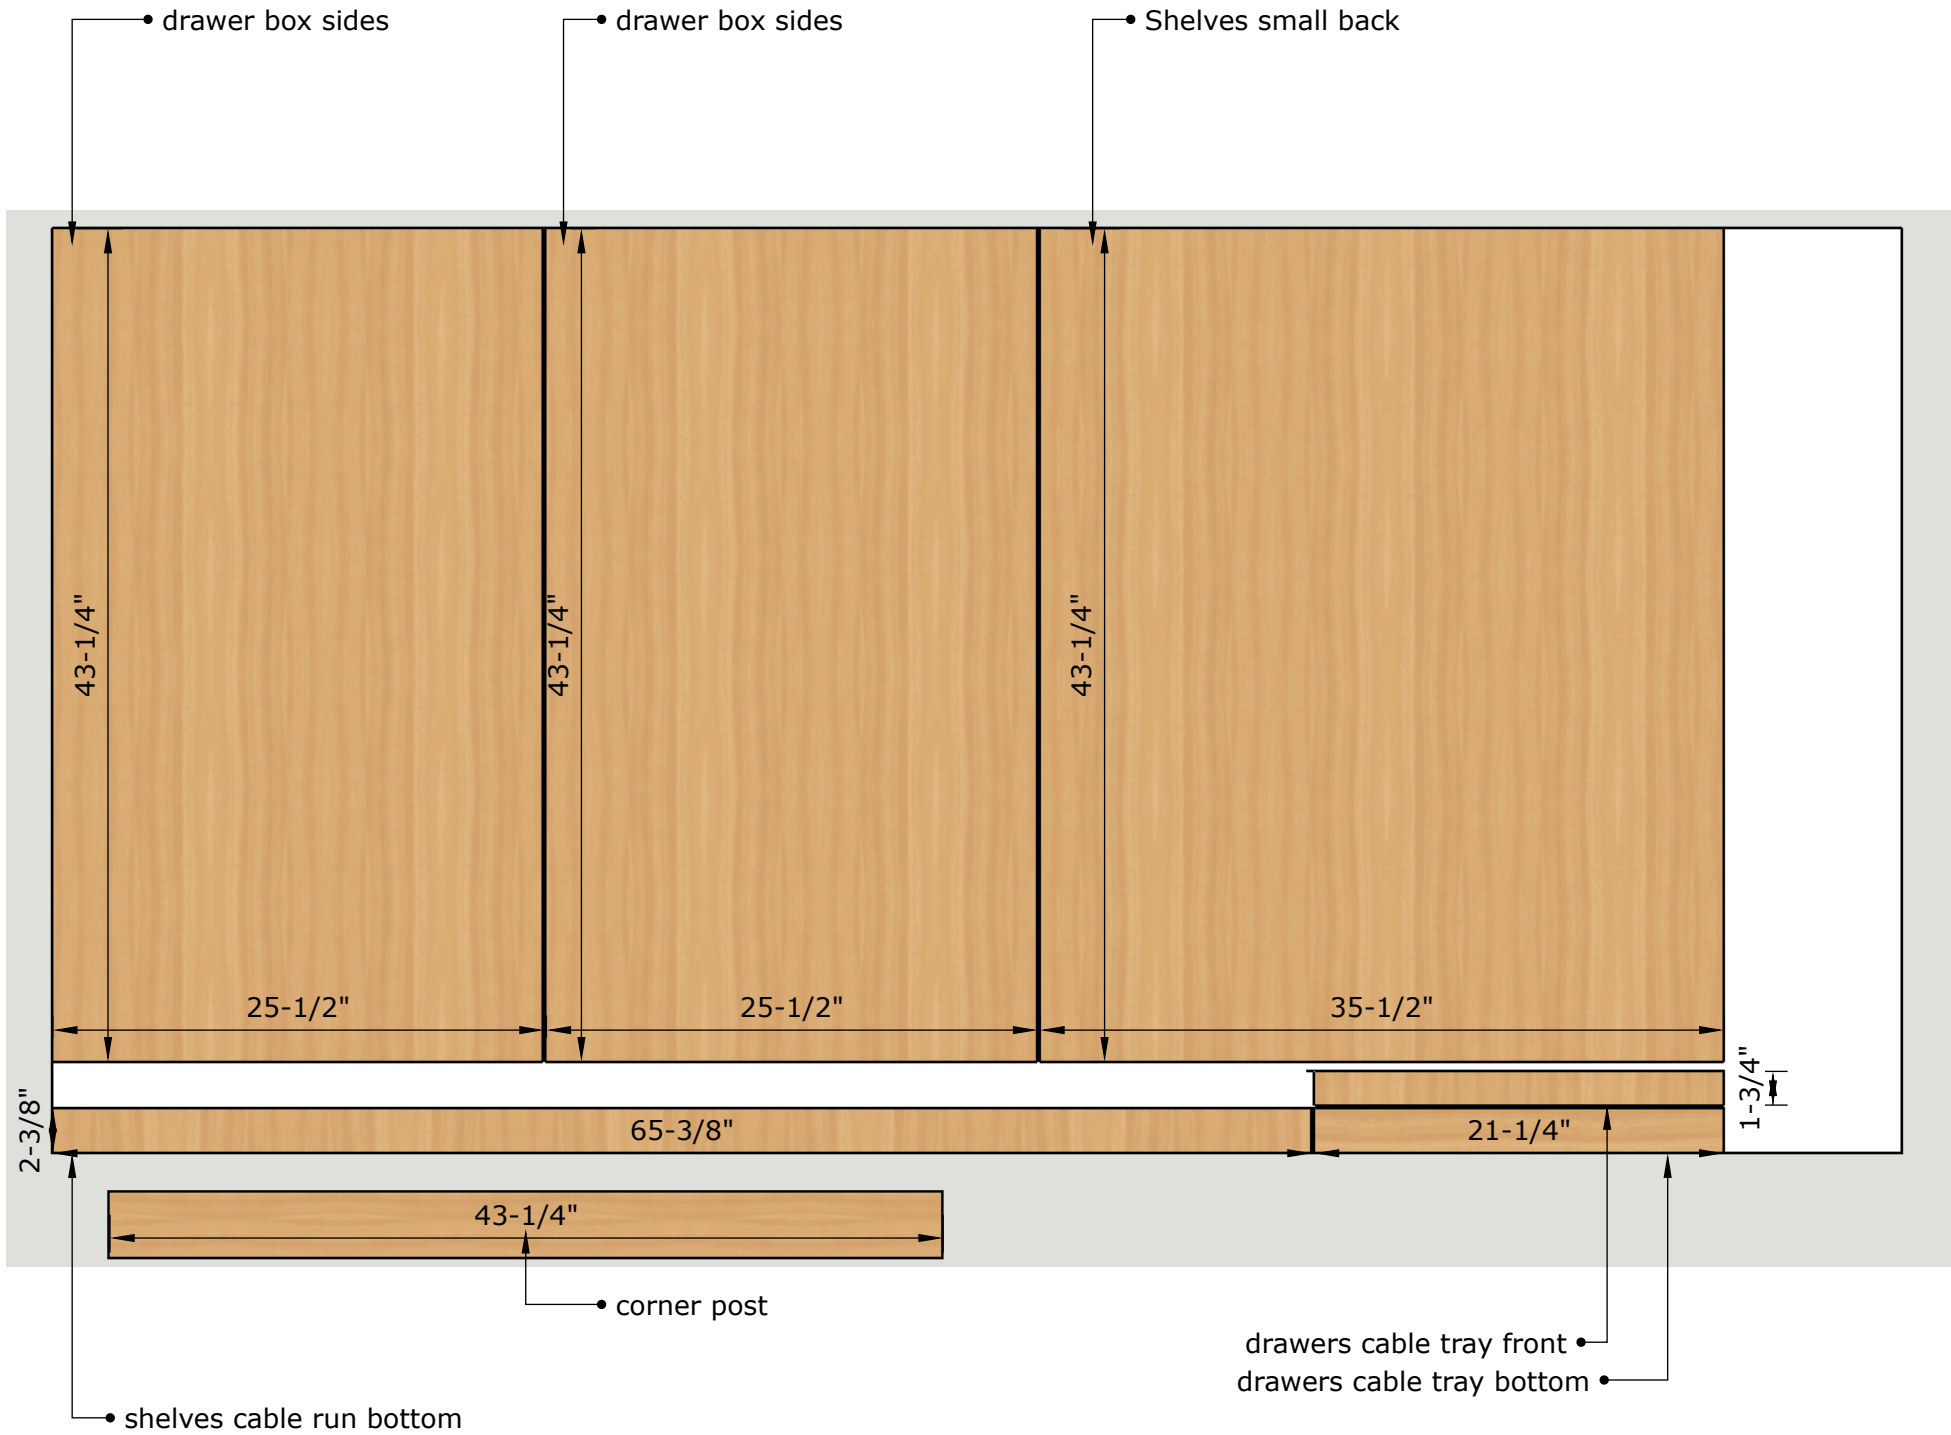 drawer box sides
drawer box sides
Shelves small back
43-1/4"
43-1/4"
43-1/4"
25-1/2"
25-1/2"
35-1/2"
1-3/4"
2-3/8"
65-3/8"
21-1/4"
43-1/4"
corner post
drawers cable tray front
drawers cable tray bottom
shelves cable run bottom